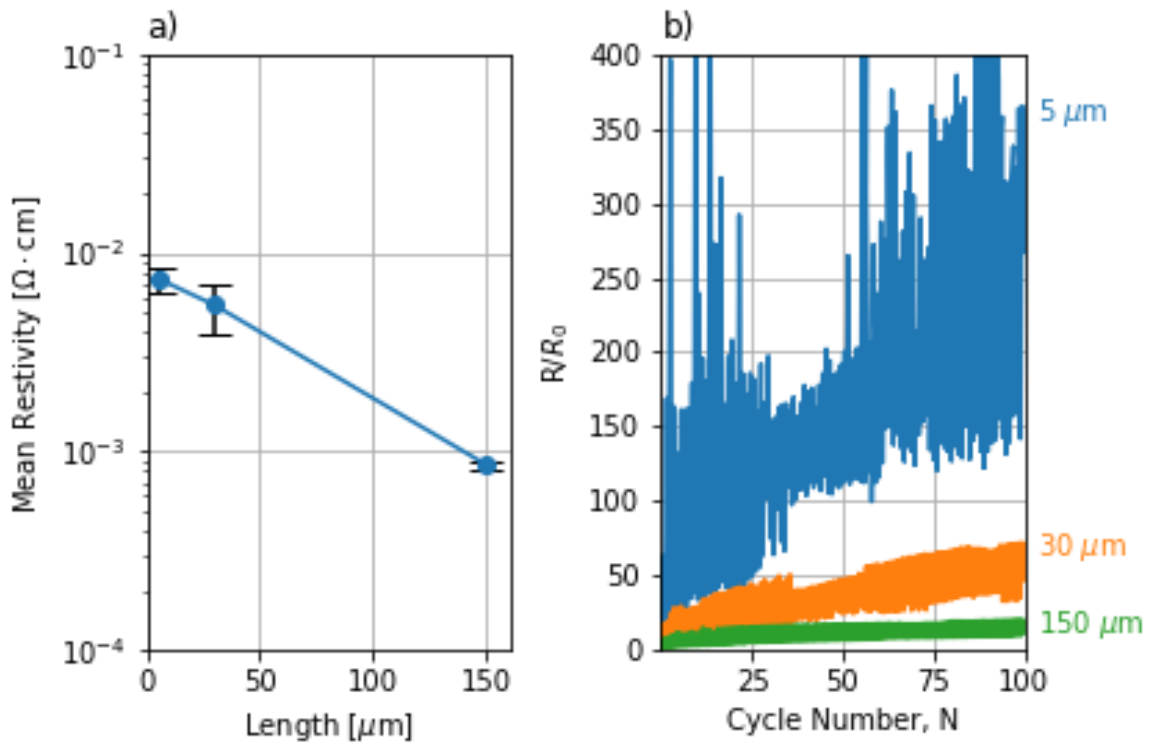 a)
10⁻¹
10⁻²
10⁻³
10⁻⁴
Mean Restivity [Ω · cm]
0 50 100 150
Length [μm]
b)
400
350
300
250
200
150
100
50
0
R/R₀
25 50 75 100
Cycle Number, N
5 μm
30 μm
150 μm